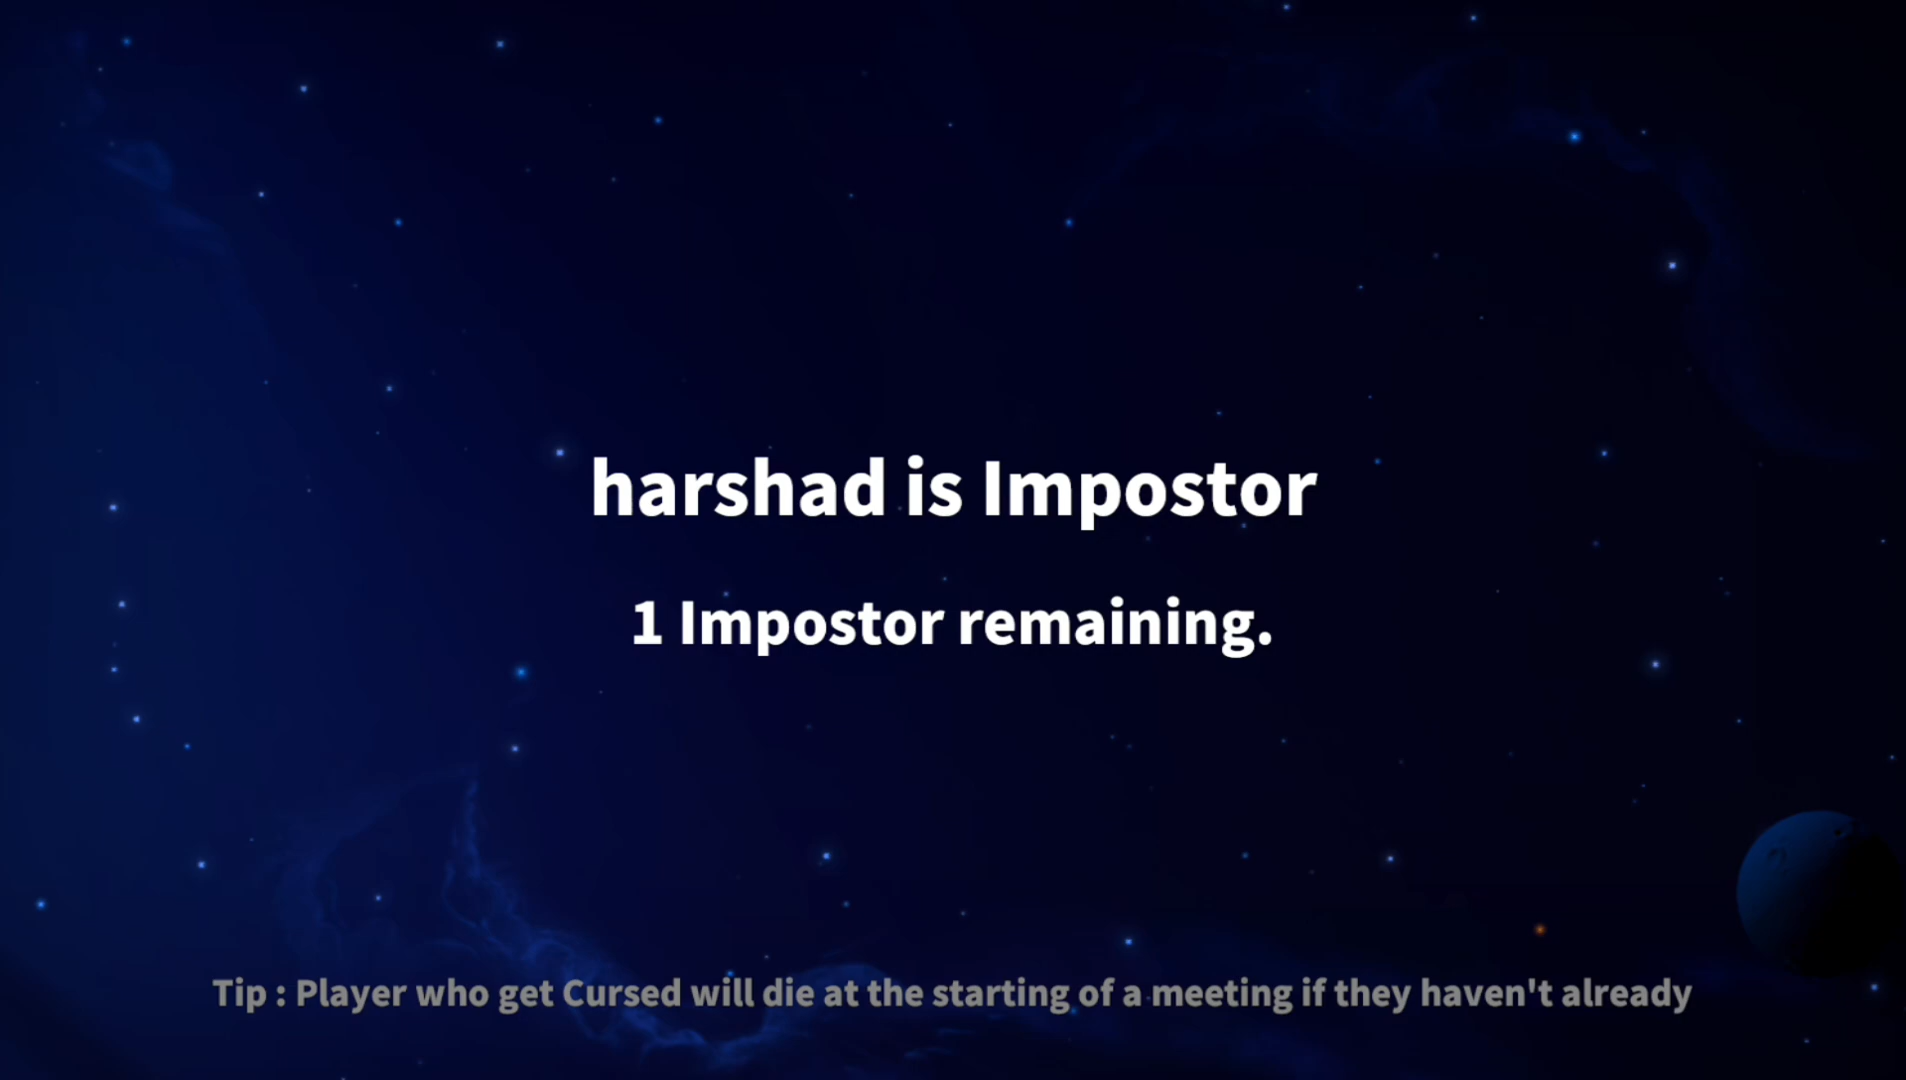 harshad is Impostor
1 Impostor remaining.
Tip : Player who get Cursed will die at the starting of a meeting if they haven't already